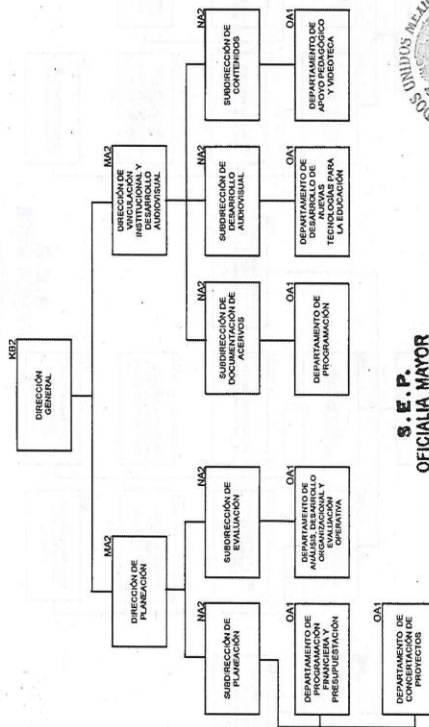 KB2
DIRECCIÓN
GENERAL
MA2
DIRECCIÓN DE
PLANEACIÓN
MA2
DIRECCIÓN DE
VINCULACIÓN
INSTITUCIONAL Y
DESARROLLO
AUDIOVISUAL
NA2
SUBDIRECCIÓN DE
PLANEACIÓN
NA2
SUBDIRECCIÓN DE
EVALUACIÓN
NA2
SUBDIRECCIÓN DE
DOCUMENTACIÓN DE
ACERVOS
NA2
SUBDIRECCIÓN DE
DESARROLLO
AUDIOVISUAL
NA2
SUBDIRECCIÓN DE
CONTENIDOS
OA1
DEPARTAMENTO DE
PROGRAMACIÓN
FINANCIERA Y
PRESUPUESTACIÓN
OA1
DEPARTAMENTO DE
ANÁLISIS, DESARROLLO
ORGANIZACIONAL Y
EVALUACIÓN
OPERATIVA
OA1
DEPARTAMENTO DE
PROGRAMACIÓN
OA1
DEPARTAMENTO DE
DESARROLLO DE
NUEVAS
TECNOLOGÍAS PARA
LA EDUCACIÓN
OA1
DEPARTAMENTO DE
APOYO PEDAGÓGICO
Y VIDEOTECA
OA1
DEPARTAMENTO DE
CONCERTACIÓN DE
PROYECTOS
S.E.P.
OFICIALIA MAYOR
OS UNIDOS